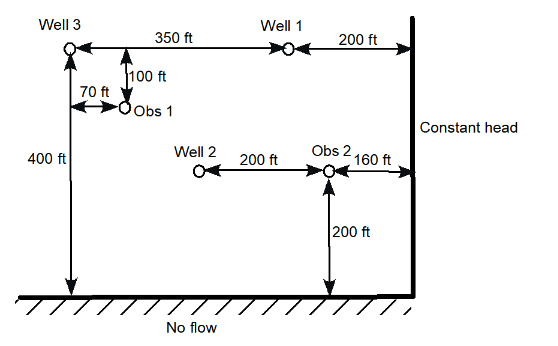 Well 3
Well 1
350 ft
200 ft
100 ft
70 ft
Obs 1
Constant head
400 ft
Well 2
Obs 2
200 ft
160 ft
200 ft
No flow